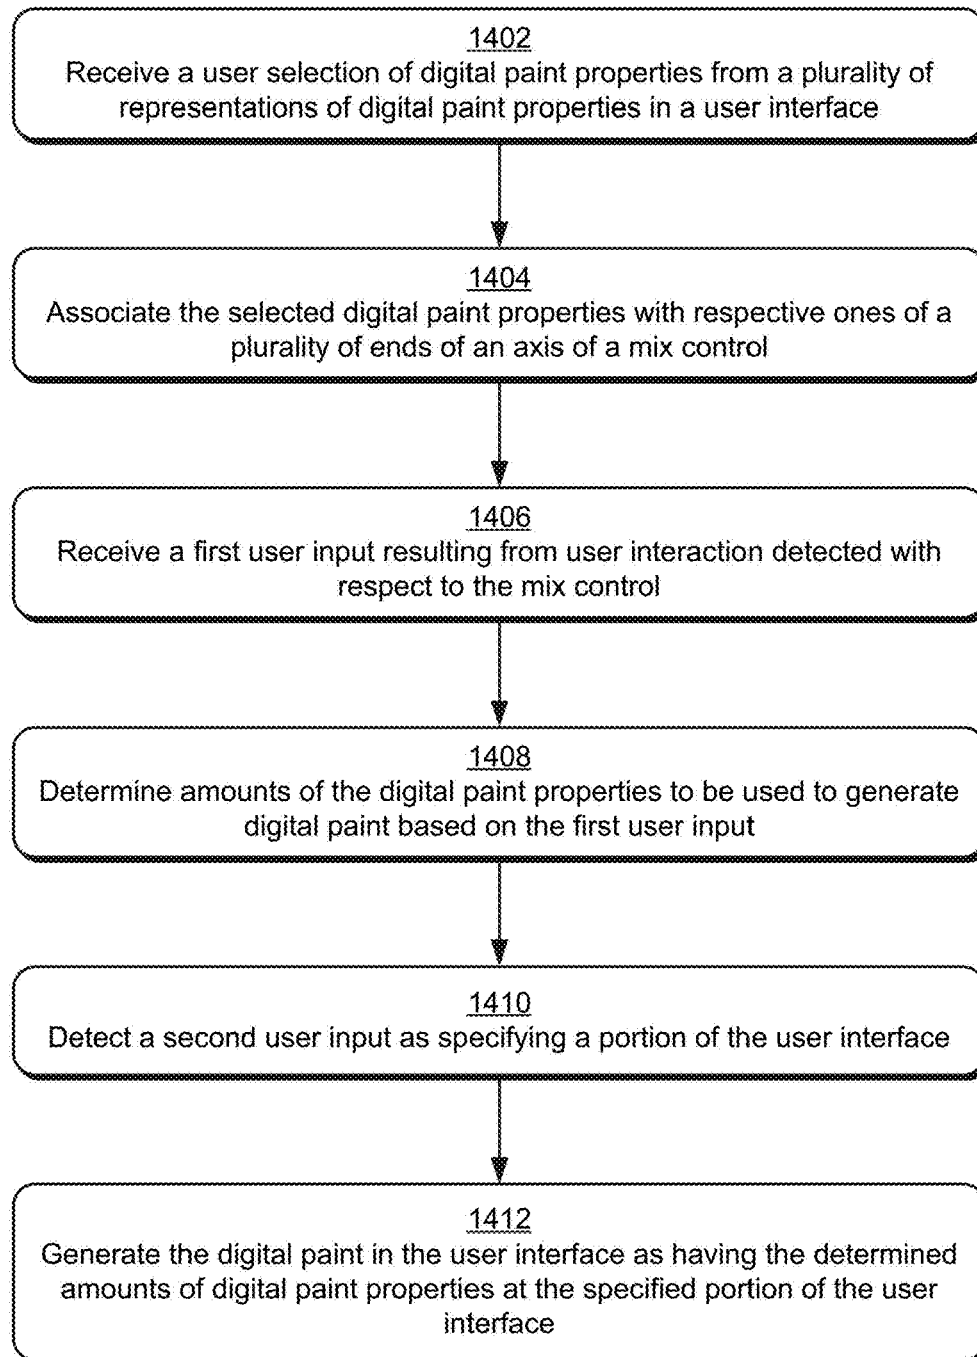 1402
Receive a user selection of digital paint properties from a plurality of
representations of digital paint properties in a user interface
1404
Associate the selected digital paint properties with respective ones of a
plurality of ends of an axis of a mix control
1406
Receive a first user input resulting from user interaction detected with
respect to the mix control
1408
Determine amounts of the digital paint properties to be used to generate
digital paint based on the first user input
1410
Detect a second user input as specifying a portion of the user interface
1412
Generate the digital paint in the user interface as having the determined
amounts of digital paint properties at the specified portion of the user
interface